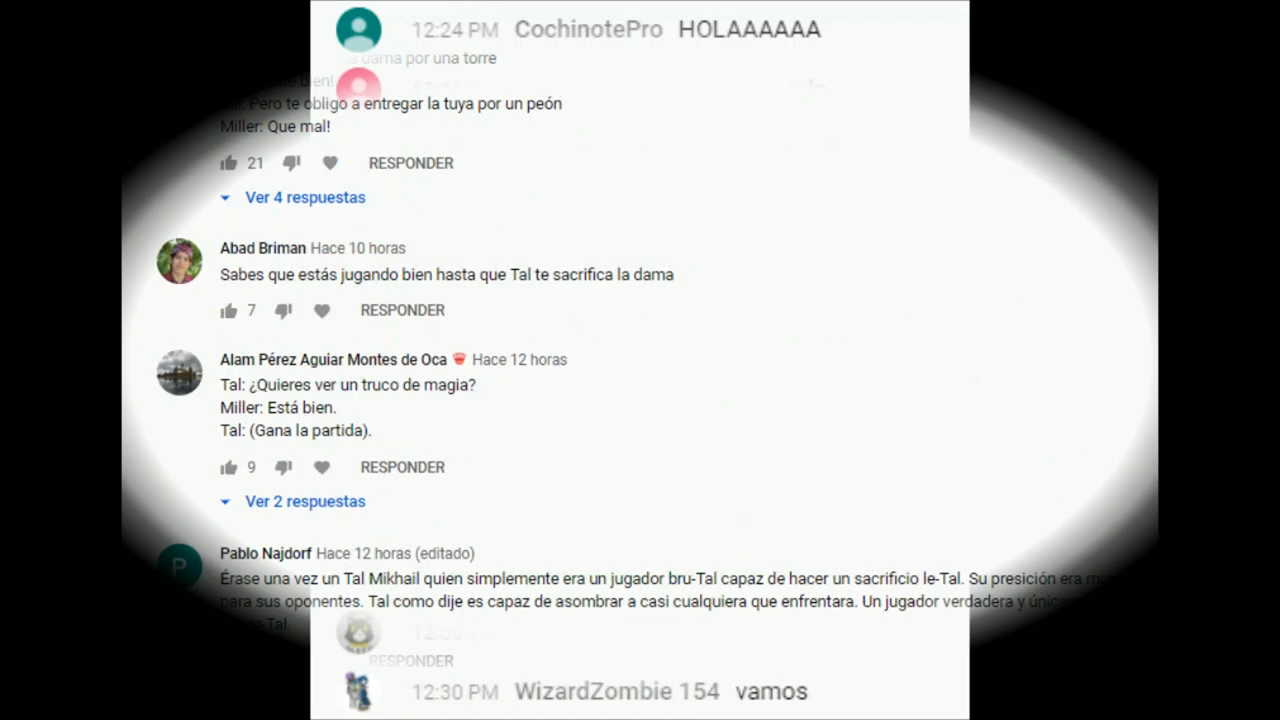 12:24 PM CochinotePro HOLAAAAAA
dama por una torre
bien!
Pero te obligo a entregar la tuya por un peón
Miller: Que mal!
21 RESPONDER
Ver 4 respuestas
Abad Briman Hace 10 horas
Sabes que estás jugando bien hasta que Tal te sacrifica la dama
7 RESPONDER
Alam Pérez Aguiar Montes de Oca Hace 12 horas
Tal: ¿Quieres ver un truco de magia?
Miller: Está bien.
Tal: (Gana la partida).
9 RESPONDER
Ver 2 respuestas
P
Pablo Najdorf Hace 12 horas (editado)
Érase una vez un Tal Mikhail quien simplemente era un jugador bru-Tal capaz de hacer un sacrificio le-Tal. Su presición era
para sus oponentes. Tal como dije es capaz de asombrar a casi cualquiera que enfrentara. Un jugador verdadera y
RESPONDER
12:30 PM WizardZombie 154 vamos